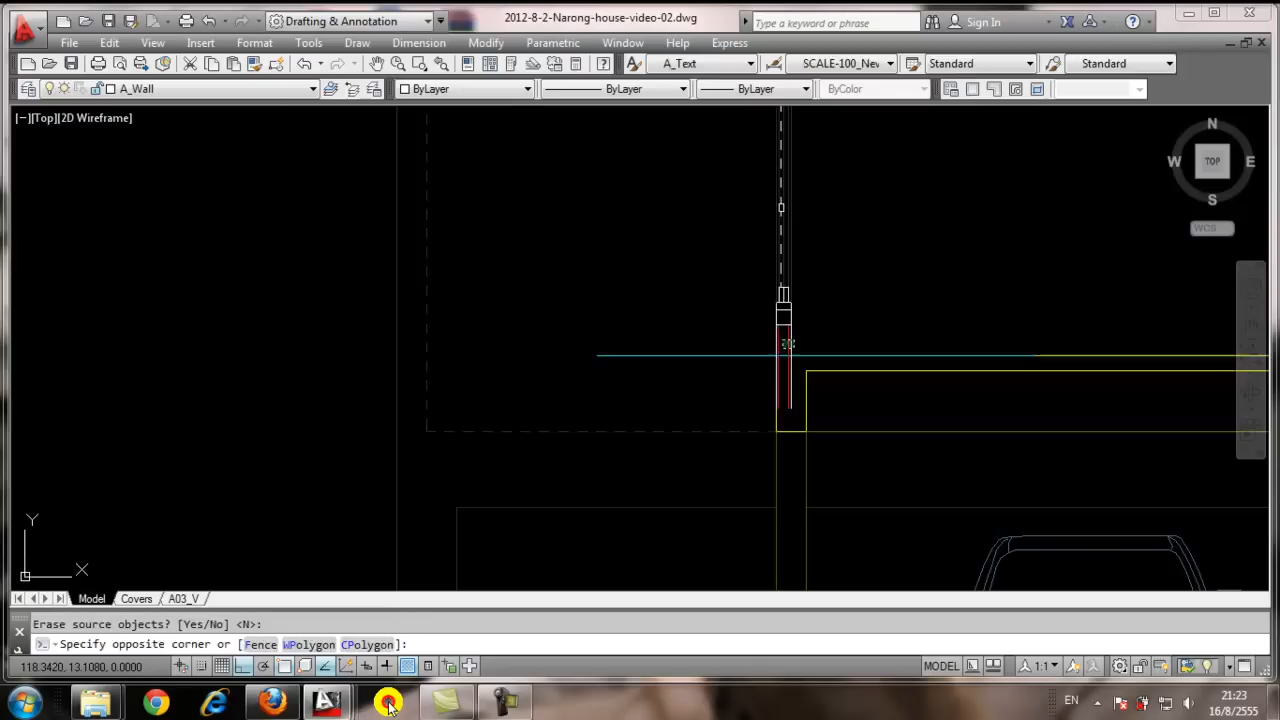 Drafting & Annotation
2012-8-2-Narong-house-video-02.dwg
Type a keyword or phrase
Sign In
File Edit View Insert Format Tools Draw Dimension Modify Parametric Window Help Express
A_Text
SCALE-100_New
Standard
Standard
A_Wall
ByLayer
ByLayer
ByLayer
ByColor
[−][Top][2D Wireframe]
N
W TOP E
S
WCS
Y
X
Model Covers A03_V
Erase source objects? [Yes/No] <N>:
Specify opposite corner or [Fence WPolygon CPolygon]:
118.3420, 13.1080, 0.0000
MODEL
1:1
EN
21:23
16/8/2555